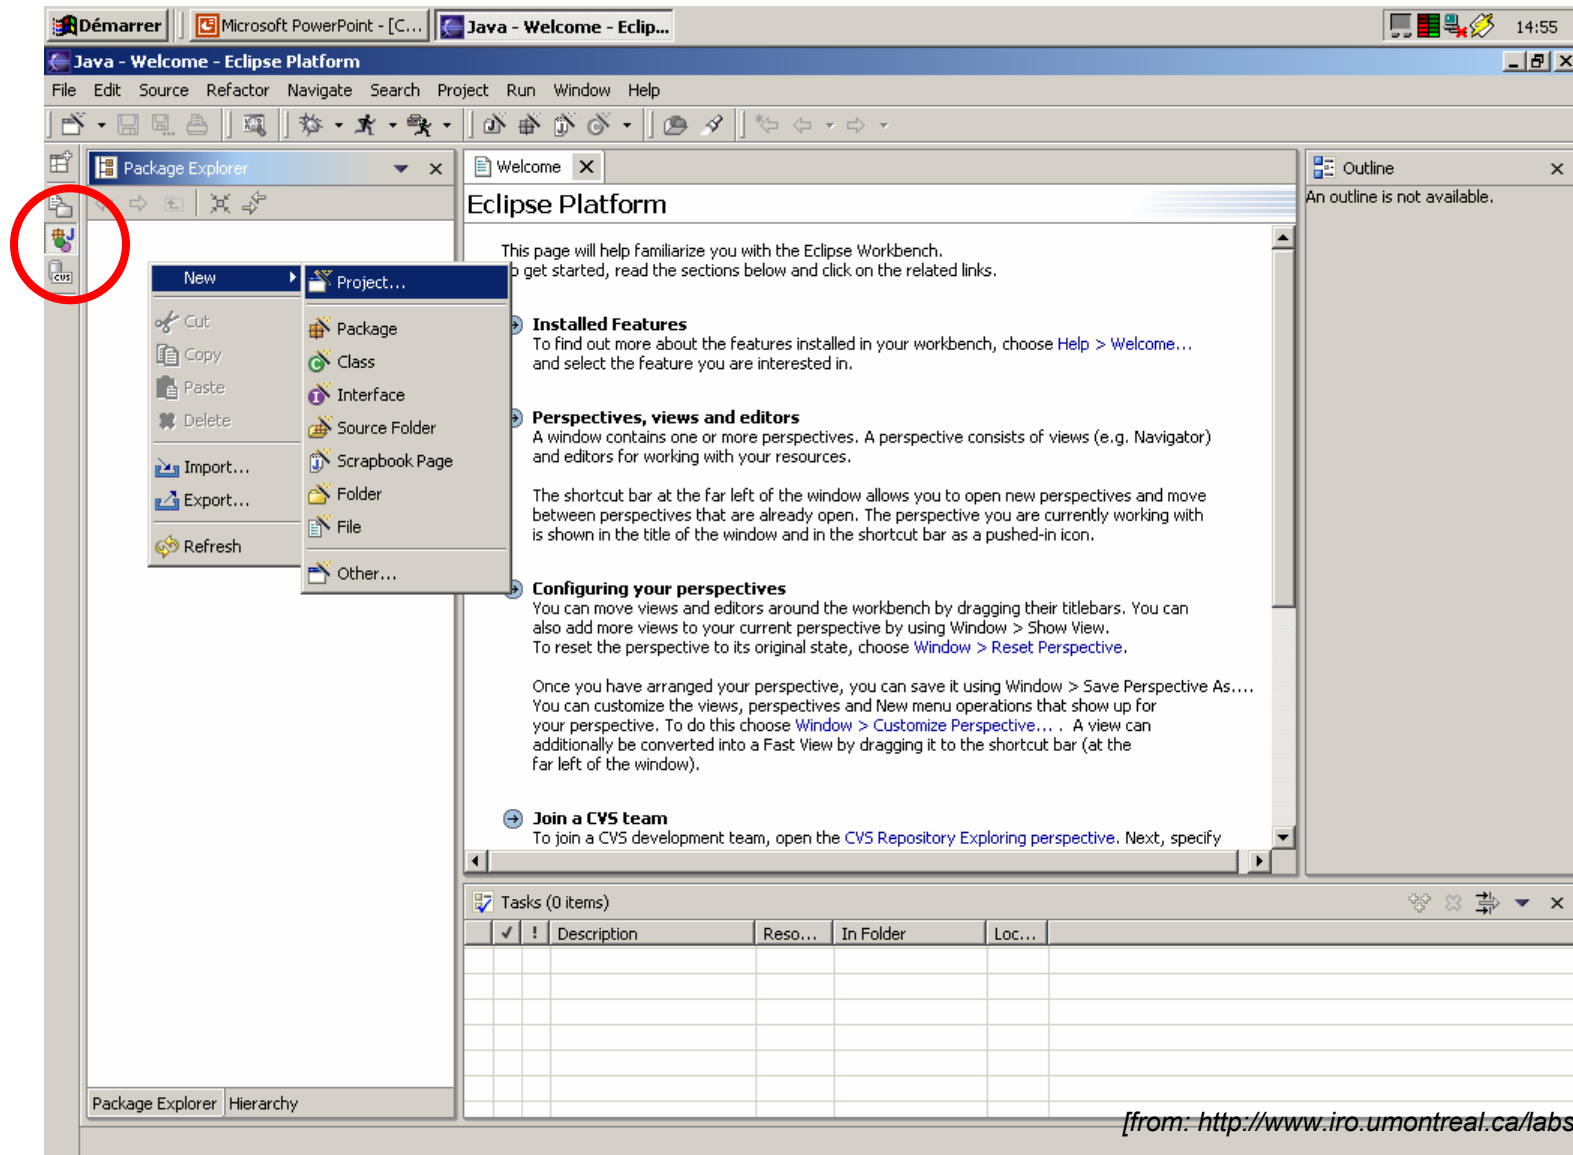 Démarrer
Microsoft PowerPoint - [C...
Java - Welcome - Eclip...
14:55
Java - Welcome - Eclipse Platform
File Edit Source Refactor Navigate Search Project Run Window Help
Package Explorer
Welcome
Outline
Eclipse Platform
An outline is not available.
This page will help familiarize you with the Eclipse Workbench.
get started, read the sections below and click on the related links.
CVS
New
Cut
Copy
Paste
Delete
Import...
Export...
Refresh
Project...
Package
Class
Interface
Source Folder
Scrapbook Page
Folder
File
Other...
Installed Features
To find out more about the features installed in your workbench, choose Help > Welcome...
and select the feature you are interested in.
Perspectives, views and editors
A window contains one or more perspectives. A perspective consists of views (e.g. Navigator)
and editors for working with your resources.
The shortcut bar at the far left of the window allows you to open new perspectives and move
between perspectives that are already open. The perspective you are currently working with
is shown in the title of the window and in the shortcut bar as a pushed-in icon.
Configuring your perspectives
You can move views and editors around the workbench by dragging their titlebars. You can
also add more views to your current perspective by using Window > Show View.
To reset the perspective to its original state, choose Window > Reset Perspective.
Once you have arranged your perspective, you can save it using Window > Save Perspective As....
You can customize the views, perspectives and New menu operations that show up for
your perspective. To do this choose Window > Customize Perspective... . A view can
additionally be converted into a Fast View by dragging it to the shortcut bar (at the
far left of the window).
Join a CVS team
To join a CVS development team, open the CVS Repository Exploring perspective. Next, specify
Tasks (0 items)
! Description Reso... In Folder Loc...
Package Explorer Hierarchy
[from: http://www.iro.umontreal.ca/labs